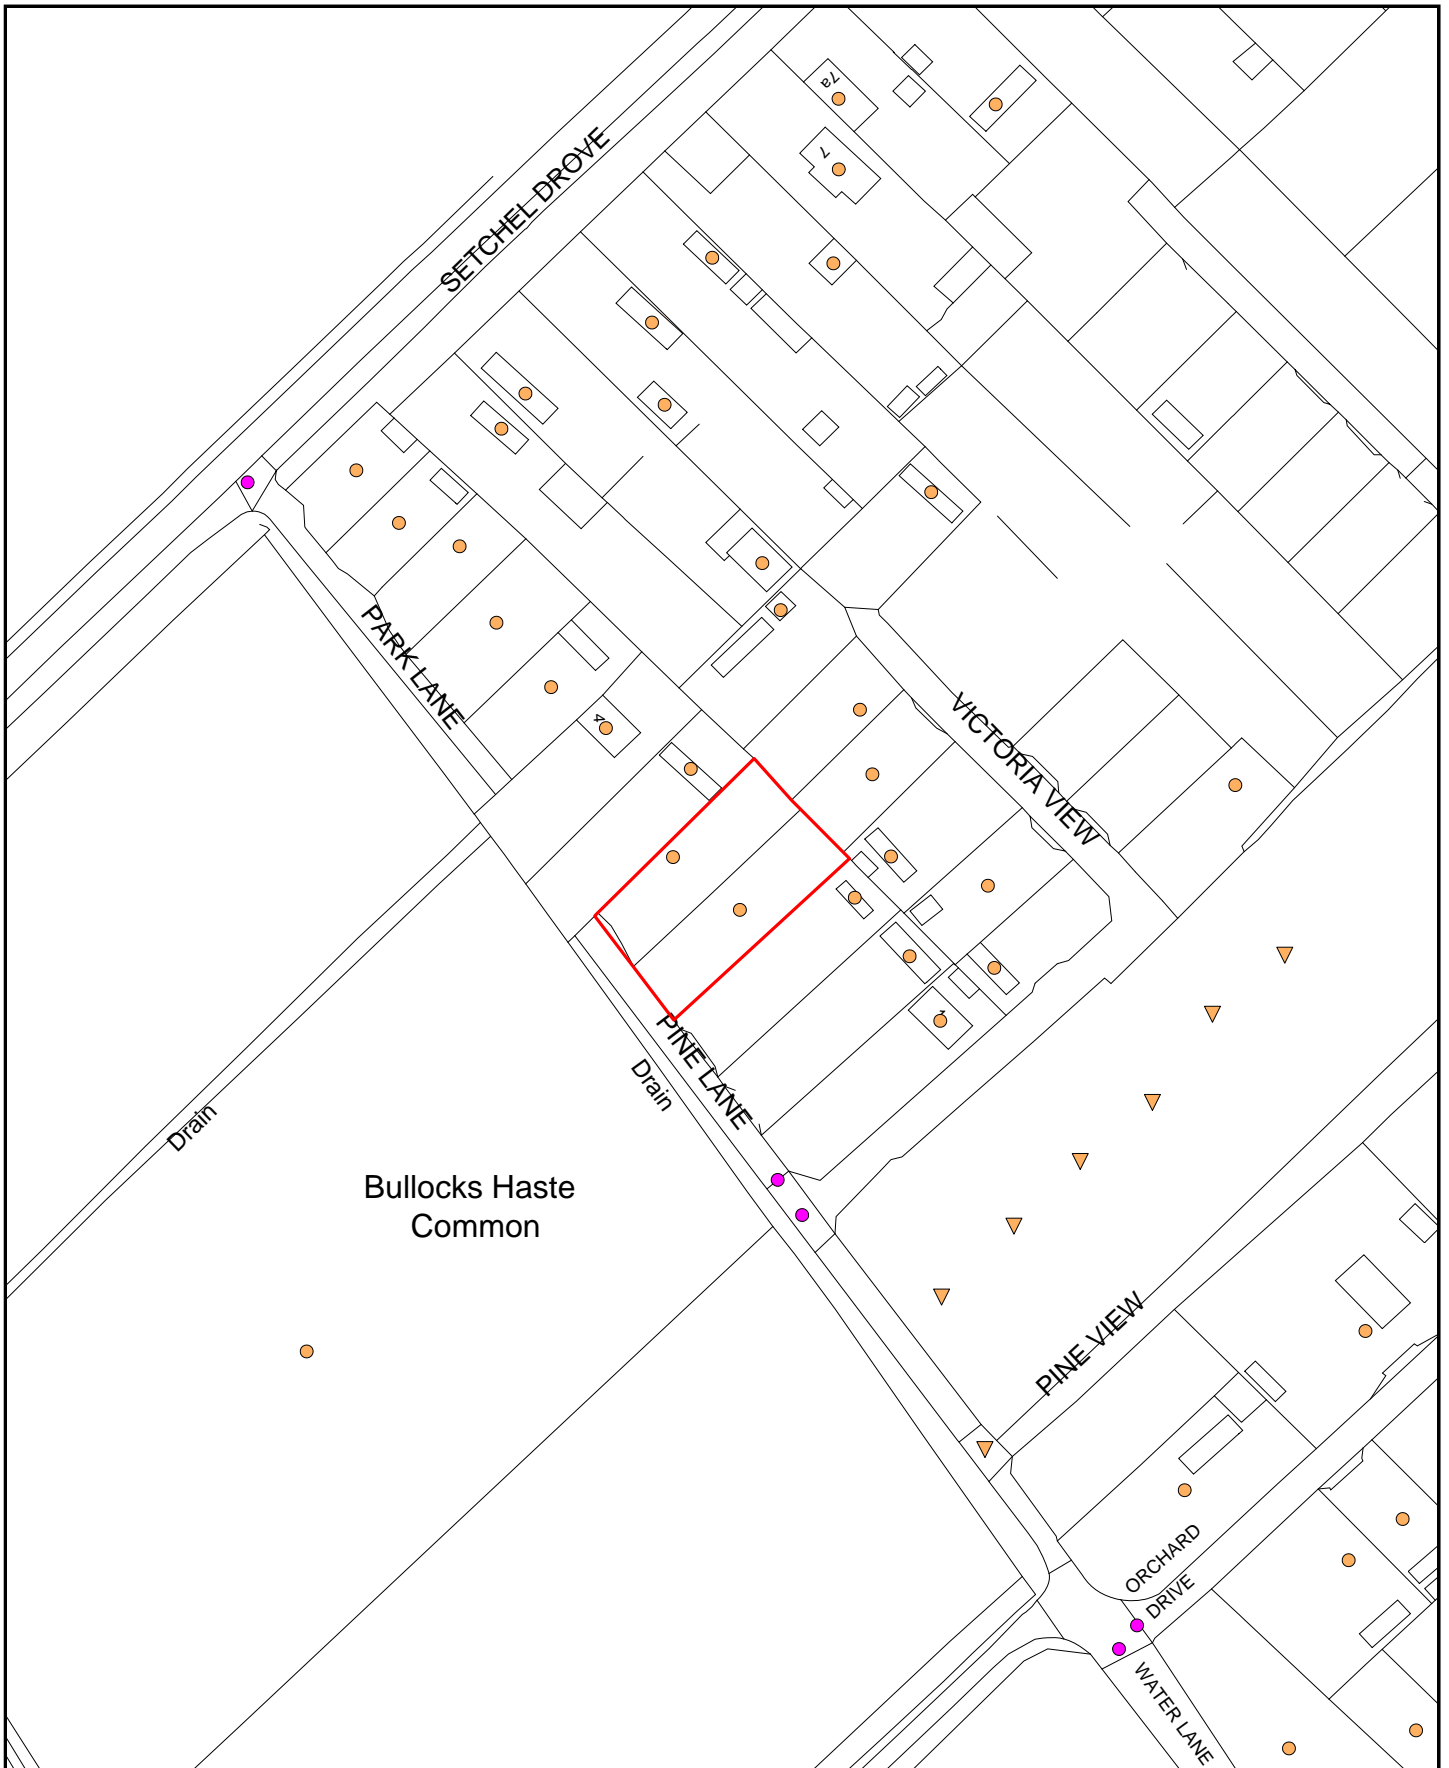 7a
7
SETCHEL DROVE
PARK LANE
4
VICTORIA VIEW
1
PINE LANE
Drain
Drain
Bullocks Haste
Common
PINE VIEW
ORCHARD
DRIVE
WATER LANE